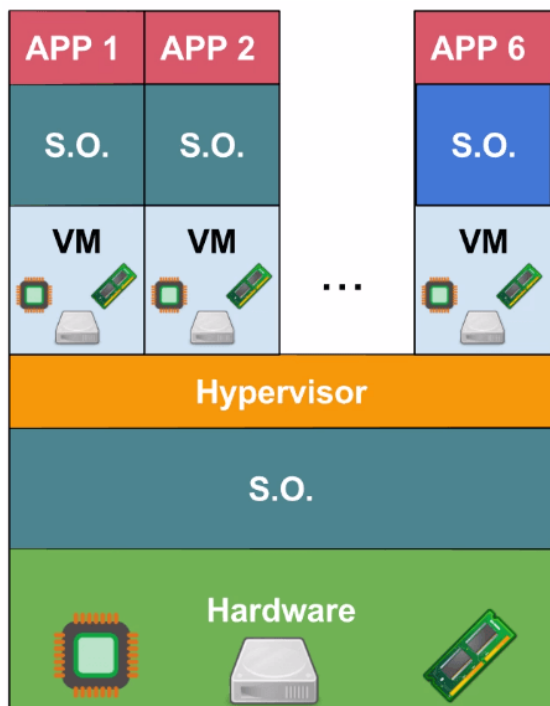 APP 1 APP 2 APP 6
S.O. S.O. S.O.
VM VM VM
...
Hypervisor
S.O.
Hardware